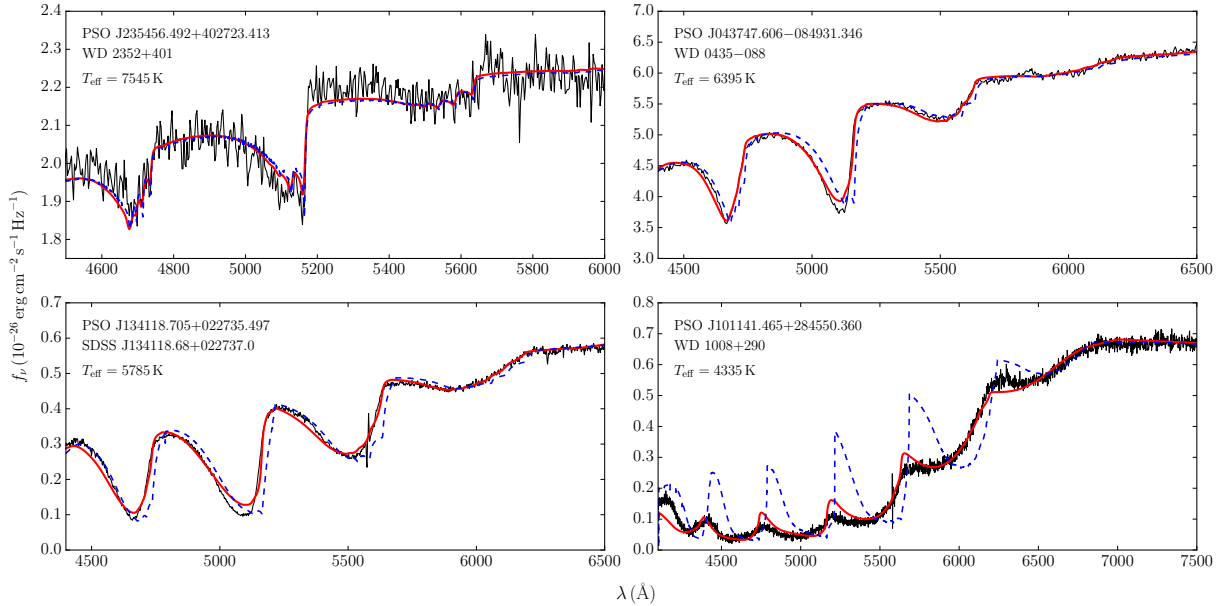 2.4
2.3
2.2
2.1
2.0
1.9
1.8
PSO J235456.492+402723.413
WD 2352+401
T_eff = 7545 K
4600 4800 5000 5200 5400 5600 5800 6000
7.0
6.5
6.0
5.5
5.0
4.5
4.0
3.5
3.0
PSO J043747.606−084931.346
WD 0435−088
T_eff = 6395 K
4500 5000 5500 6000 6500
f_ν (10⁻²⁶ erg cm⁻² s⁻¹ Hz⁻¹)
0.7
0.6
0.5
0.4
0.3
0.2
0.1
0.0
PSO J134118.705+022735.497
SDSS J134118.68+022737.0
T_eff = 5785 K
4500 5000 5500 6000 6500
0.8
0.7
0.6
0.5
0.4
0.3
0.2
0.1
0.0
PSO J101141.465+284550.360
WD 1008+290
T_eff = 4335 K
4500 5000 5500 6000 6500 7000 7500
λ (Å)